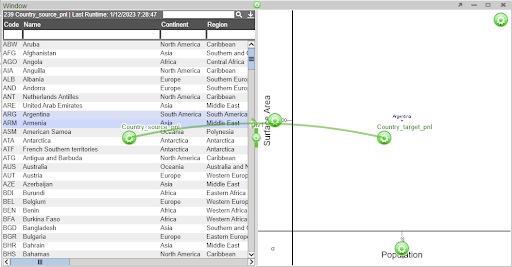 Window
239 Country_source_pnl | Last Runtime: 1/12/2023 7:28:47
Code Name Continent Region
ABW Aruba North America Caribbean
AFG Afghanistan Asia Southern and C
AGO Angola Africa Central Africa
AIA Anguilla North America Caribbean
ALB Albania Europe Southern Europ
AND Andorra Europe Southern Europ
ANT Netherlands Antilles North America Caribbean
ARE United Arab Emirates Asia Middle East
ARG Argentina South America South America
ARM Armenia Asia Middle East
ASM American Samoa Oceania Polynesia
ATA Antarctica Antarctica Antarctica
ATF French Southern territories Antarctica Antarctica
ATG Antigua and Barbuda North America Caribbean
AUS Australia Oceania Australia and N
AUT Austria Europe Western Europe
AZE Azerbaijan Asia Middle East
BDI Burundi Africa Eastern Africa
BEL Belgium Europe Western Europe
BEN Benin Africa Western Africa
BFA Burkina Faso Africa Western Africa
BGD Bangladesh Asia Southern and C
BGR Bulgaria Europe Eastern Europe
BHR Bahrain Asia Middle East
BHS Bahamas North America Caribbean
Country_source_pnl
Surface Area
Argentina
Country_target_pnl
0
Population